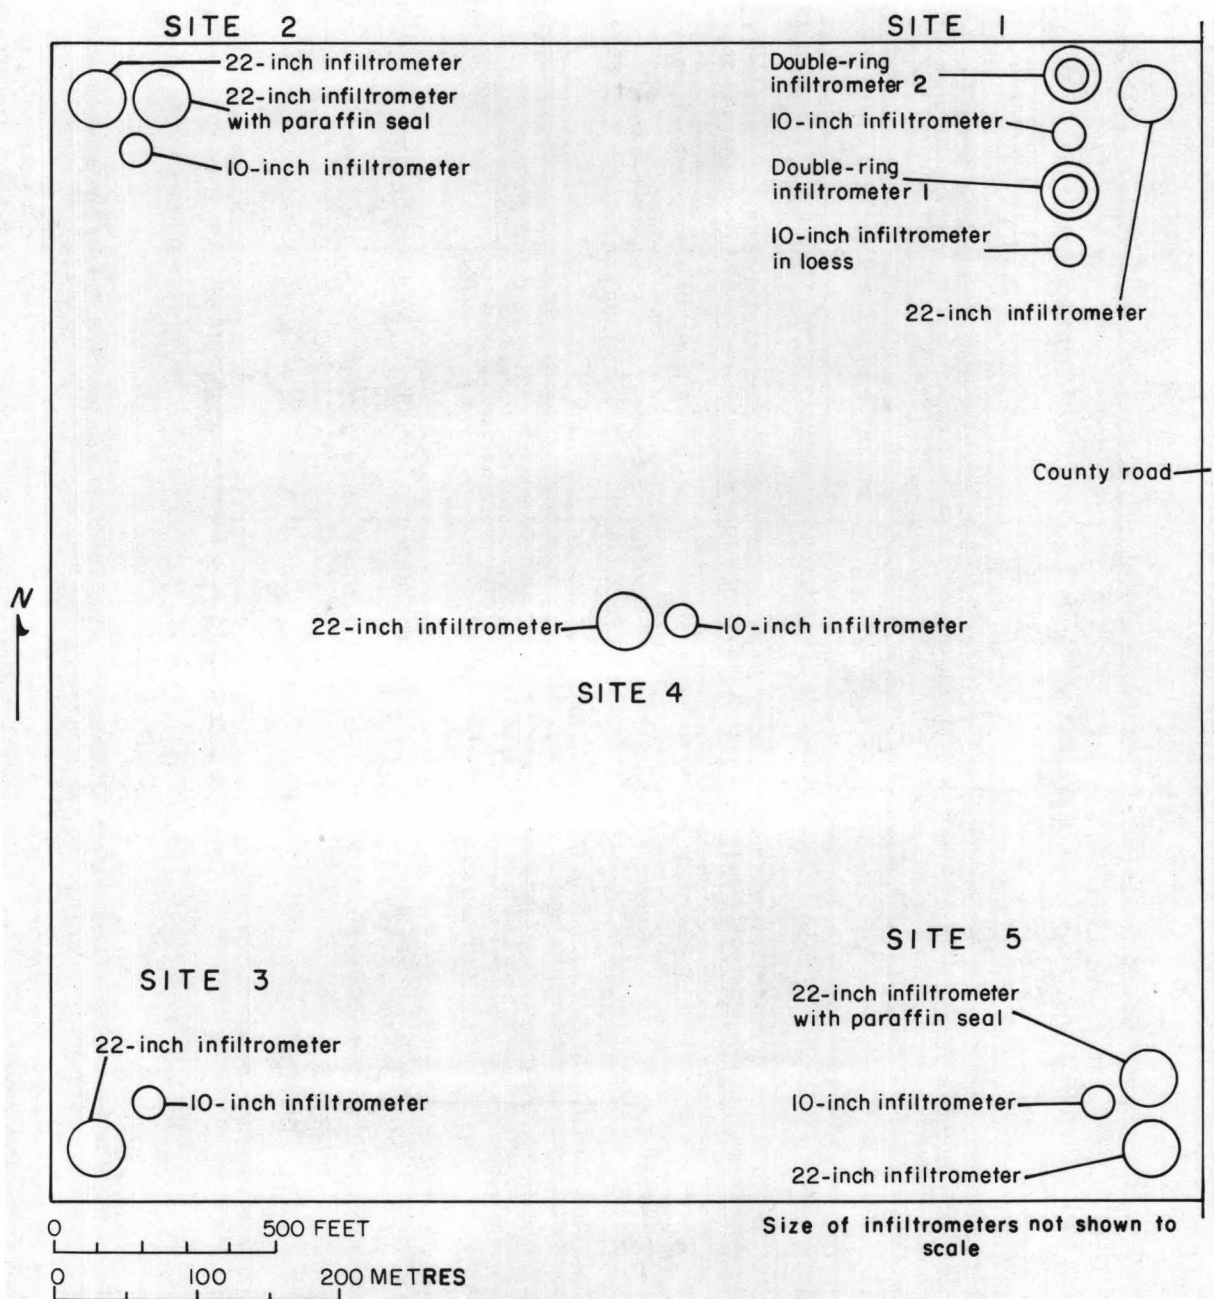 SITE 2
22-inch infiltrometer
22-inch infiltrometer
with paraffin seal
10-inch infiltrometer
SITE 1
Double-ring
infiltrometer 2
10-inch infiltrometer
Double-ring
infiltrometer 1
10-inch infiltrometer
in loess
22-inch infiltrometer
County road
N
22-inch infiltrometer
10-inch infiltrometer
SITE 4
SITE 3
22-inch infiltrometer
10-inch infiltrometer
SITE 5
22-inch infiltrometer
with paraffin seal
10-inch infiltrometer
22-inch infiltrometer
0 500 FEET
0 100 200 METRES
Size of infiltrometers not shown to
scale